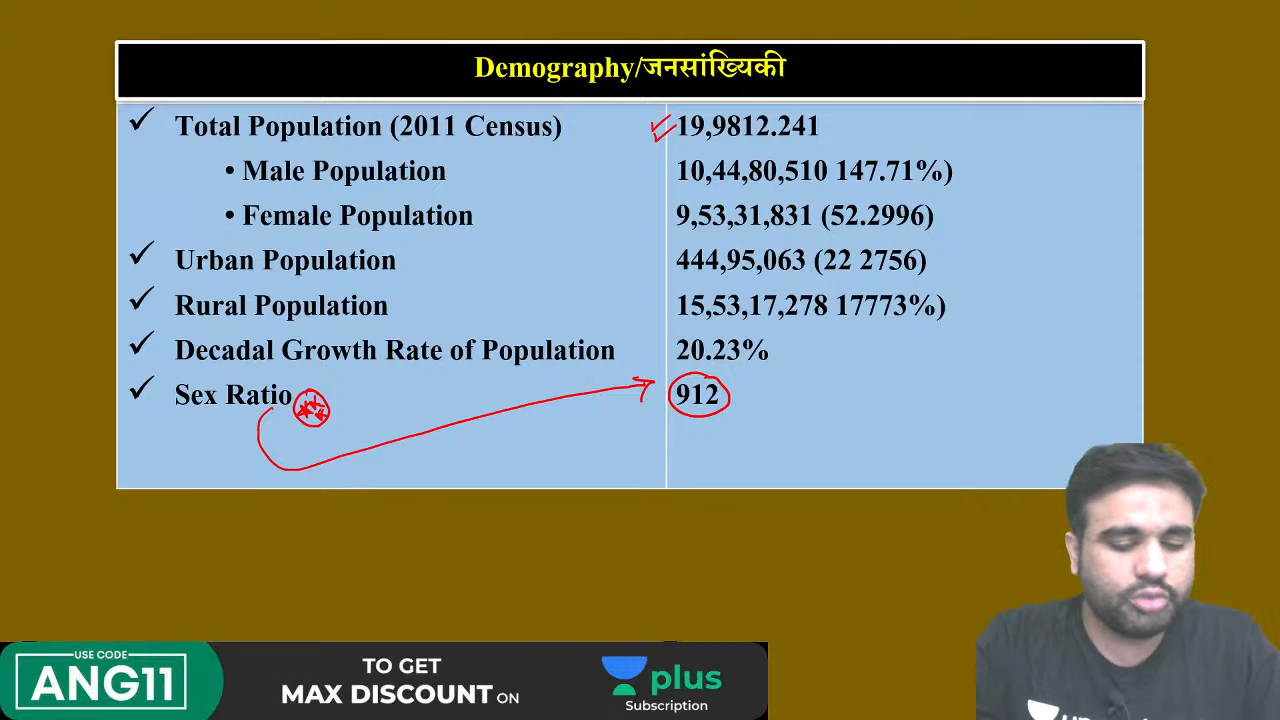 Demography/जनसांख्यिकी
✓ Total Population (2011 Census) 19,9812.241
• Male Population 10,44,80,510 147.71%)
• Female Population 9,53,31,831 (52.2996)
✓ Urban Population 444,95,063 (22 2756)
✓ Rural Population 15,53,17,278 17773%)
✓ Decadal Growth Rate of Population 20.23%
✓ Sex Ratio 912
USE CODE
ANG11
TO GET
MAX DISCOUNT ON
plus
Subscription